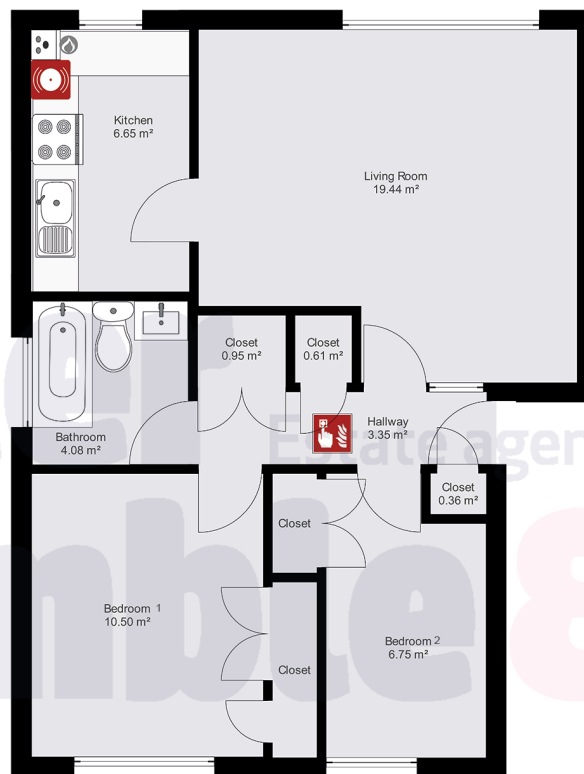 Kitchen
6.65 m²
Living Room
19.44 m²
Closet
0.95 m²
Closet
0.61 m²
Hallway
3.35 m²
Bathroom
4.08 m²
Estate agen
Closet
0.36 m²
Closet
Bedroom 1
10.50 m²
Closet
Bedroom 2
6.75 m²